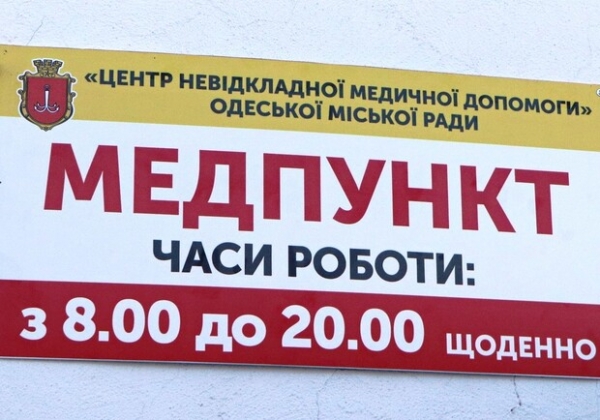 «ЦЕНТР НЕВІДКЛАДНОЇ МЕДИЧНОЇ ДОПОМОГИ»
ОДЕСЬКОЇ МІСЬКОЇ РАДИ
МЕДПУНКТ
ЧАСИ РОБОТИ:
з 8.00 до 20.00 ЩОДЕННО